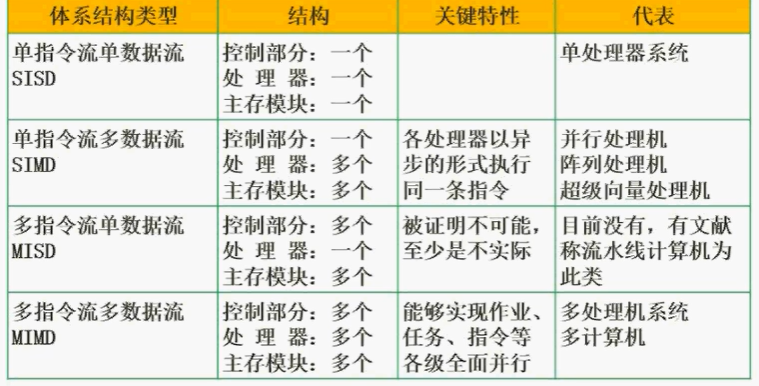 体系结构类型 结构 关键特性 代表
单指令流单数据流
SISD
控制部分：一个
处 理 器：一个
主存模块：一个
单处理器系统
单指令流多数据流
SIMD
控制部分：一个
处 理 器：多个
主存模块：多个
各处理器以异
步的形式执行
同一条指令
并行处理机
阵列处理机
超级向量处理机
多指令流单数据流
MISD
控制部分：多个
处 理 器：一个
主存模块：多个
被证明不可能，
至少是不实际
目前没有，有文献
称流水线计算机为
此类
多指令流多数据流
MIMD
控制部分：多个
处 理 器：多个
主存模块：多个
能够实现作业、
任务、指令等
各级全面并行
多处理机系统
多计算机